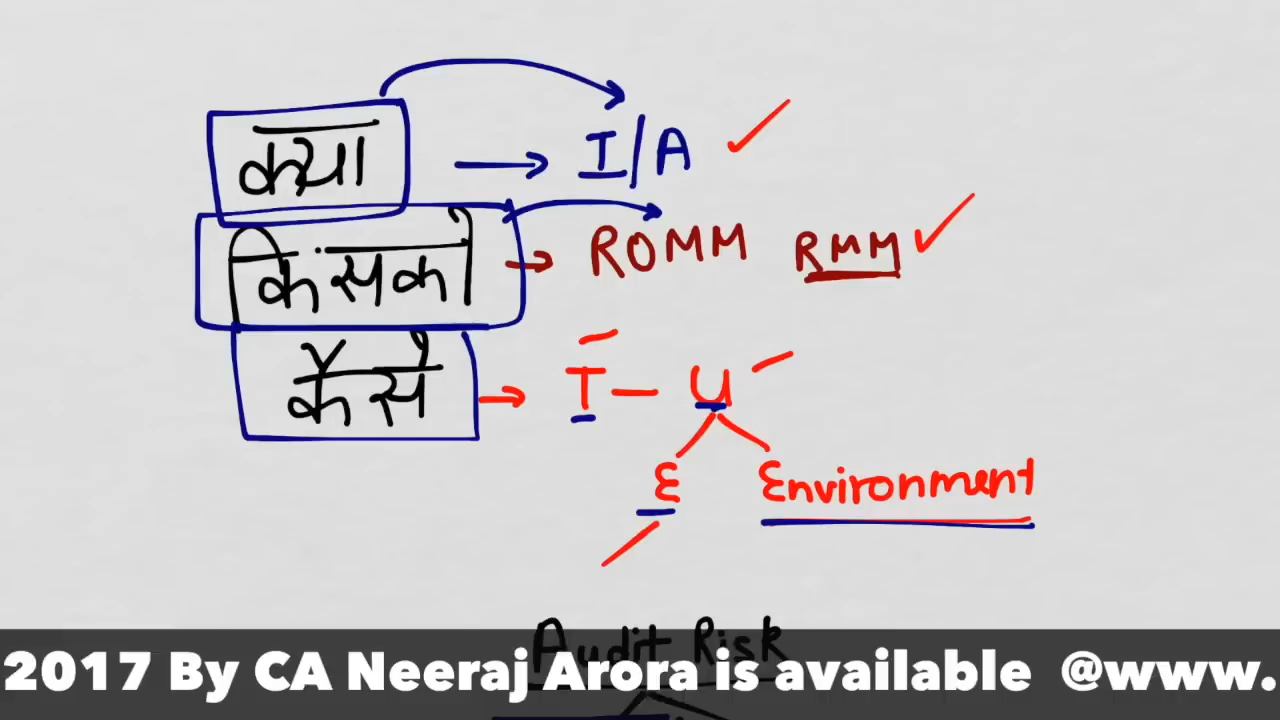 क्या → I/A
किसको → ROMM RMM
कैसे → T — U
E Environment
Audit Risk
2017 By CA Neeraj Arora is available @www.